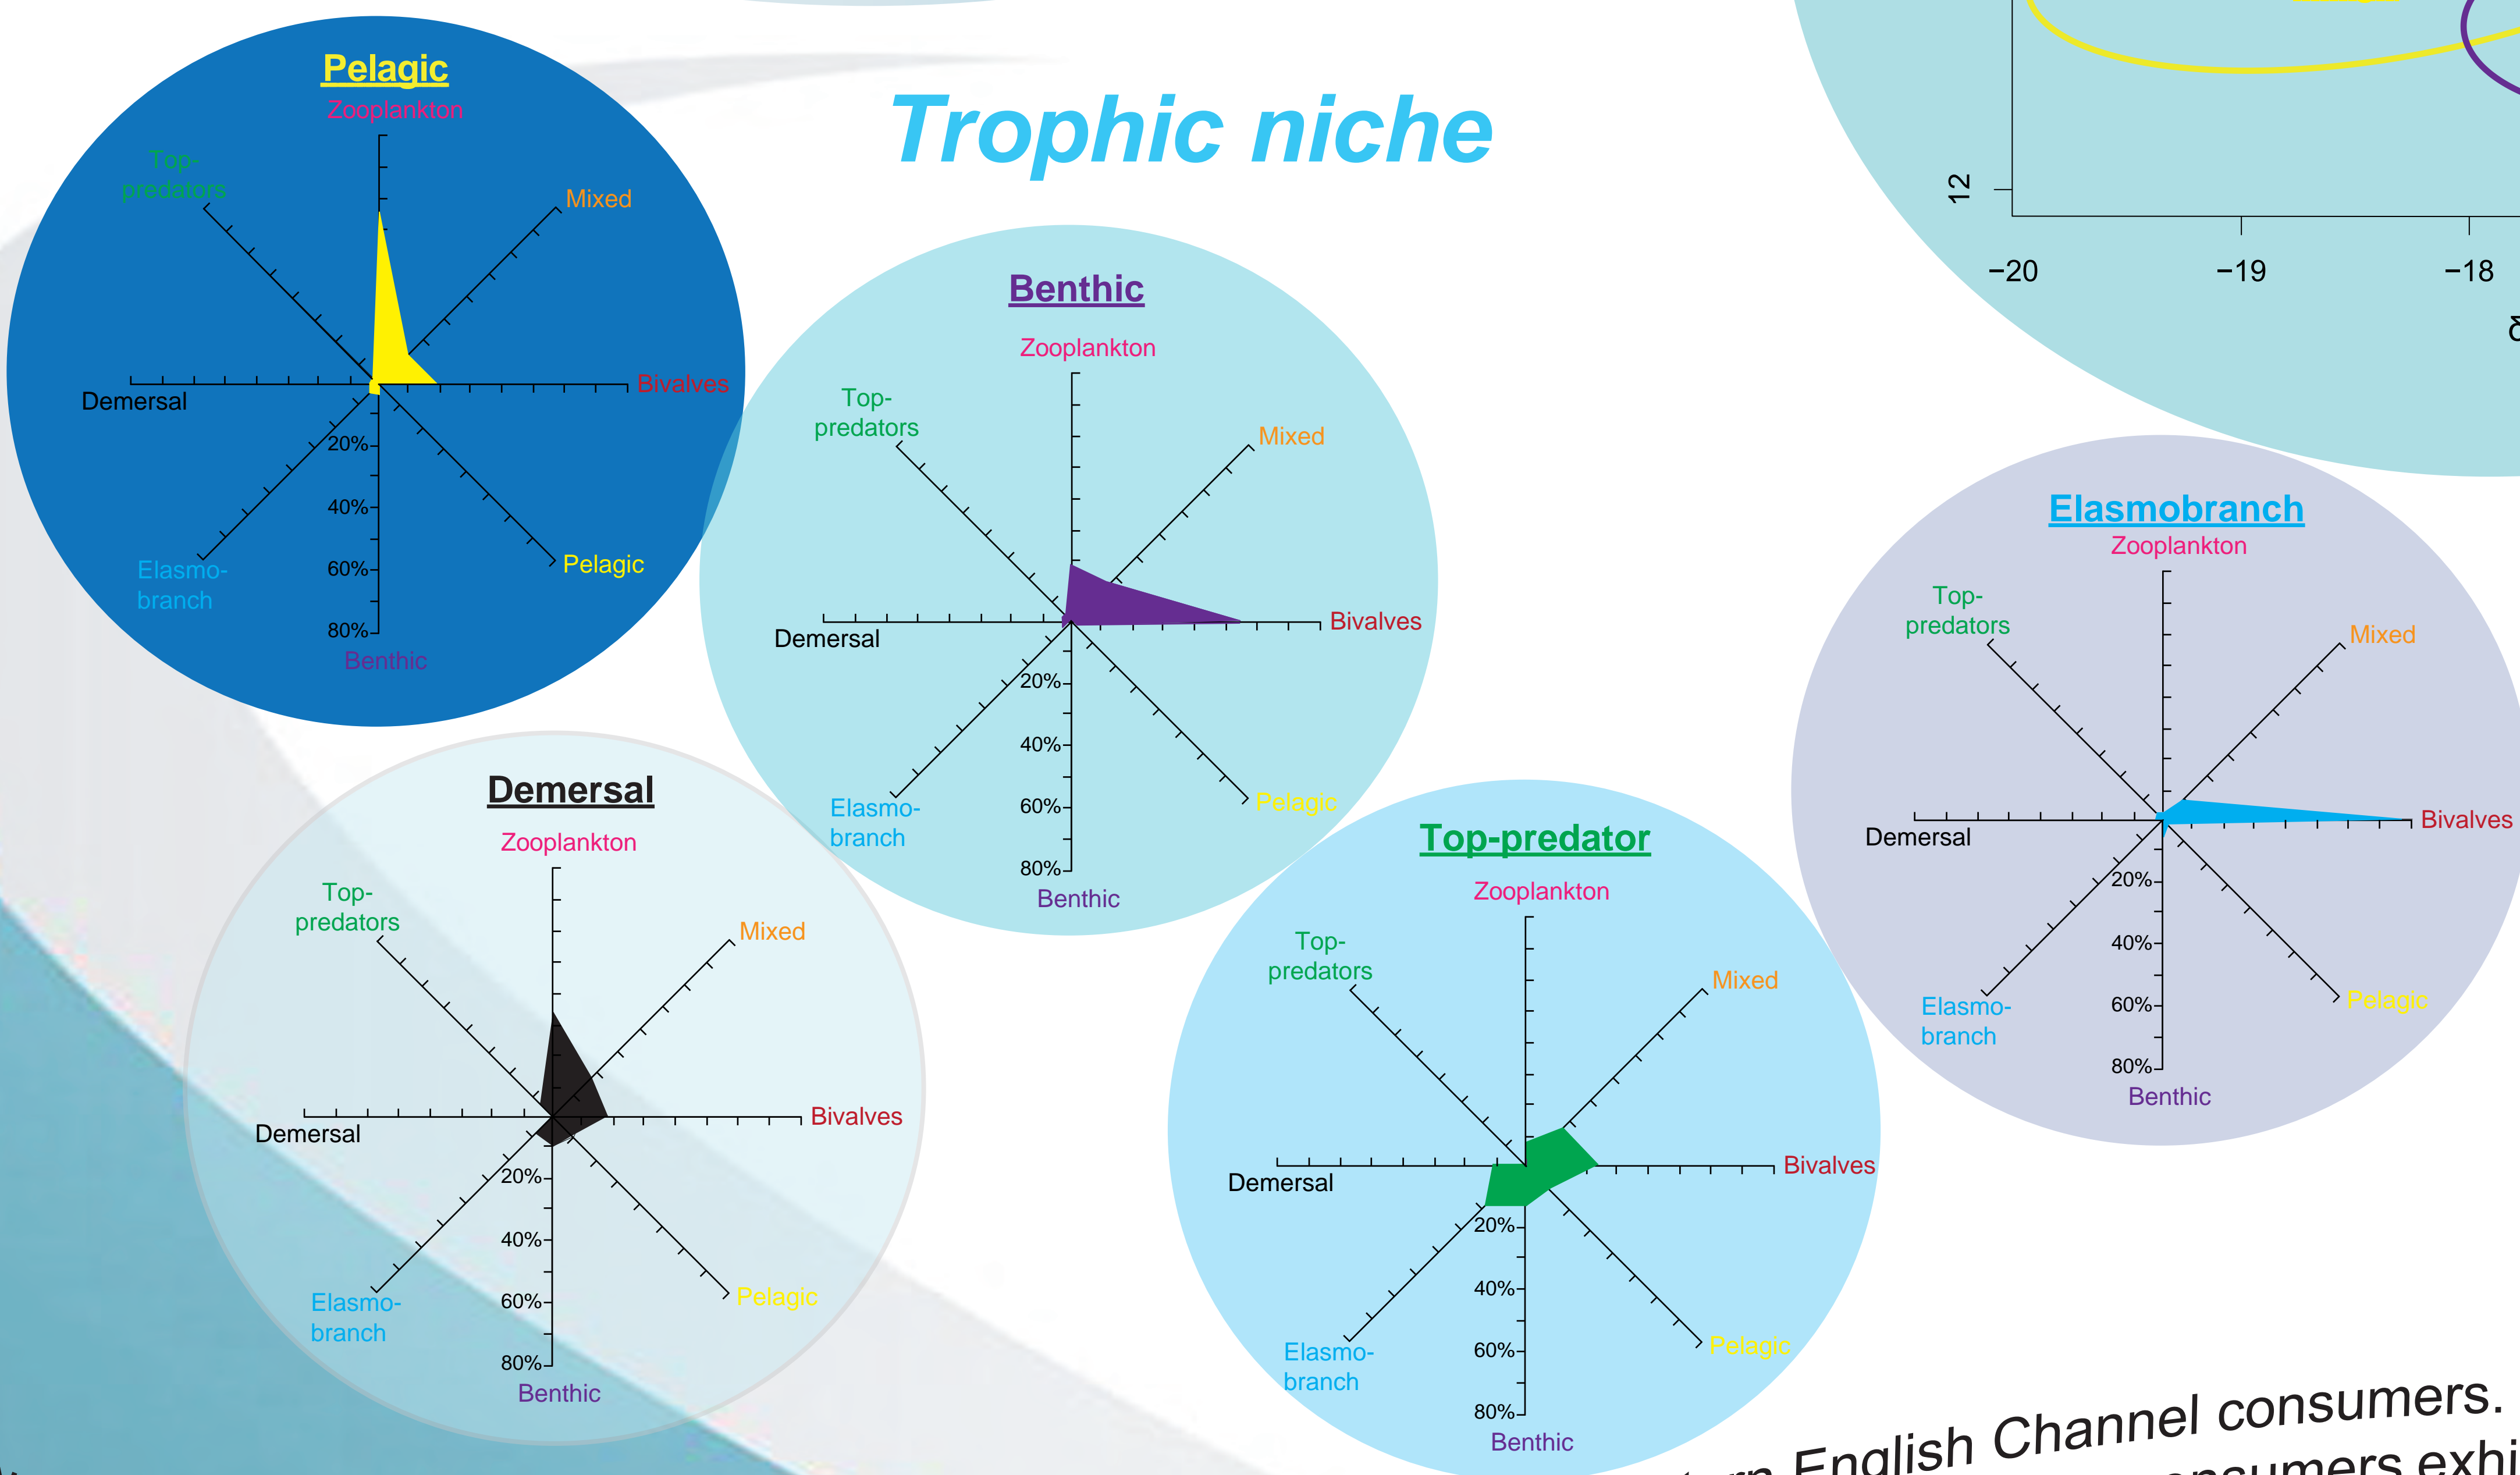 Trophic niche
Pelagic
Zooplankton
Top-
predators
Mixed
Demersal
Bivalves
20%
40%
60%
80%
Elasmo-
branch
Pelagic
Benthic
Benthic
Zooplankton
Top-
predators
Mixed
Demersal
Bivalves
20%
40%
60%
80%
Elasmo-
branch
Pelagic
Benthic
12
−20 −19 −18
δ
Elasmobranch
Zooplankton
Top-
predators
Mixed
Demersal
Bivalves
20%
40%
60%
80%
Elasmo-
branch
Pelagic
Benthic
Demersal
Zooplankton
Top-
predators
Mixed
Demersal
Bivalves
20%
40%
60%
80%
Elasmo-
branch
Pelagic
Benthic
Top-predator
Zooplankton
Top-
predators
Mixed
Demersal
Bivalves
20%
40%
60%
80%
Elasmo-
branch
Pelagic
Benthic
English Channel consumers.